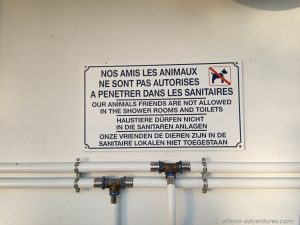 NOS AMIS LES ANIMAUX
NE SONT PAS AUTORISES
A PENETRER DANS LES SANITAIRES
OUR ANIMALS FRIENDS ARE NOT ALLOWED
IN THE SHOWER ROOMS AND TOILETS
HAUSTIERE DÜRFEN NICHT
IN DIE SANITAREN ANLAGEN
ONZE VRIENDEN DE DIEREN ZIJN IN DE
SANITAIRE LOKALEN NIET TOEGESTAAN
© allmos-adventures.com